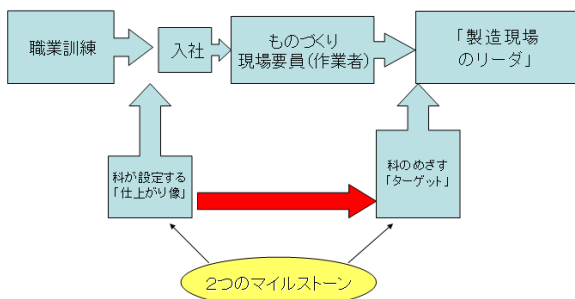 職業訓練
入社
ものづくり
現場要員(作業者)
「製造現場
のリーダ」
科が設定する
「仕上がり像」
科のめざす
「ターゲット」
2つのマイルストーン